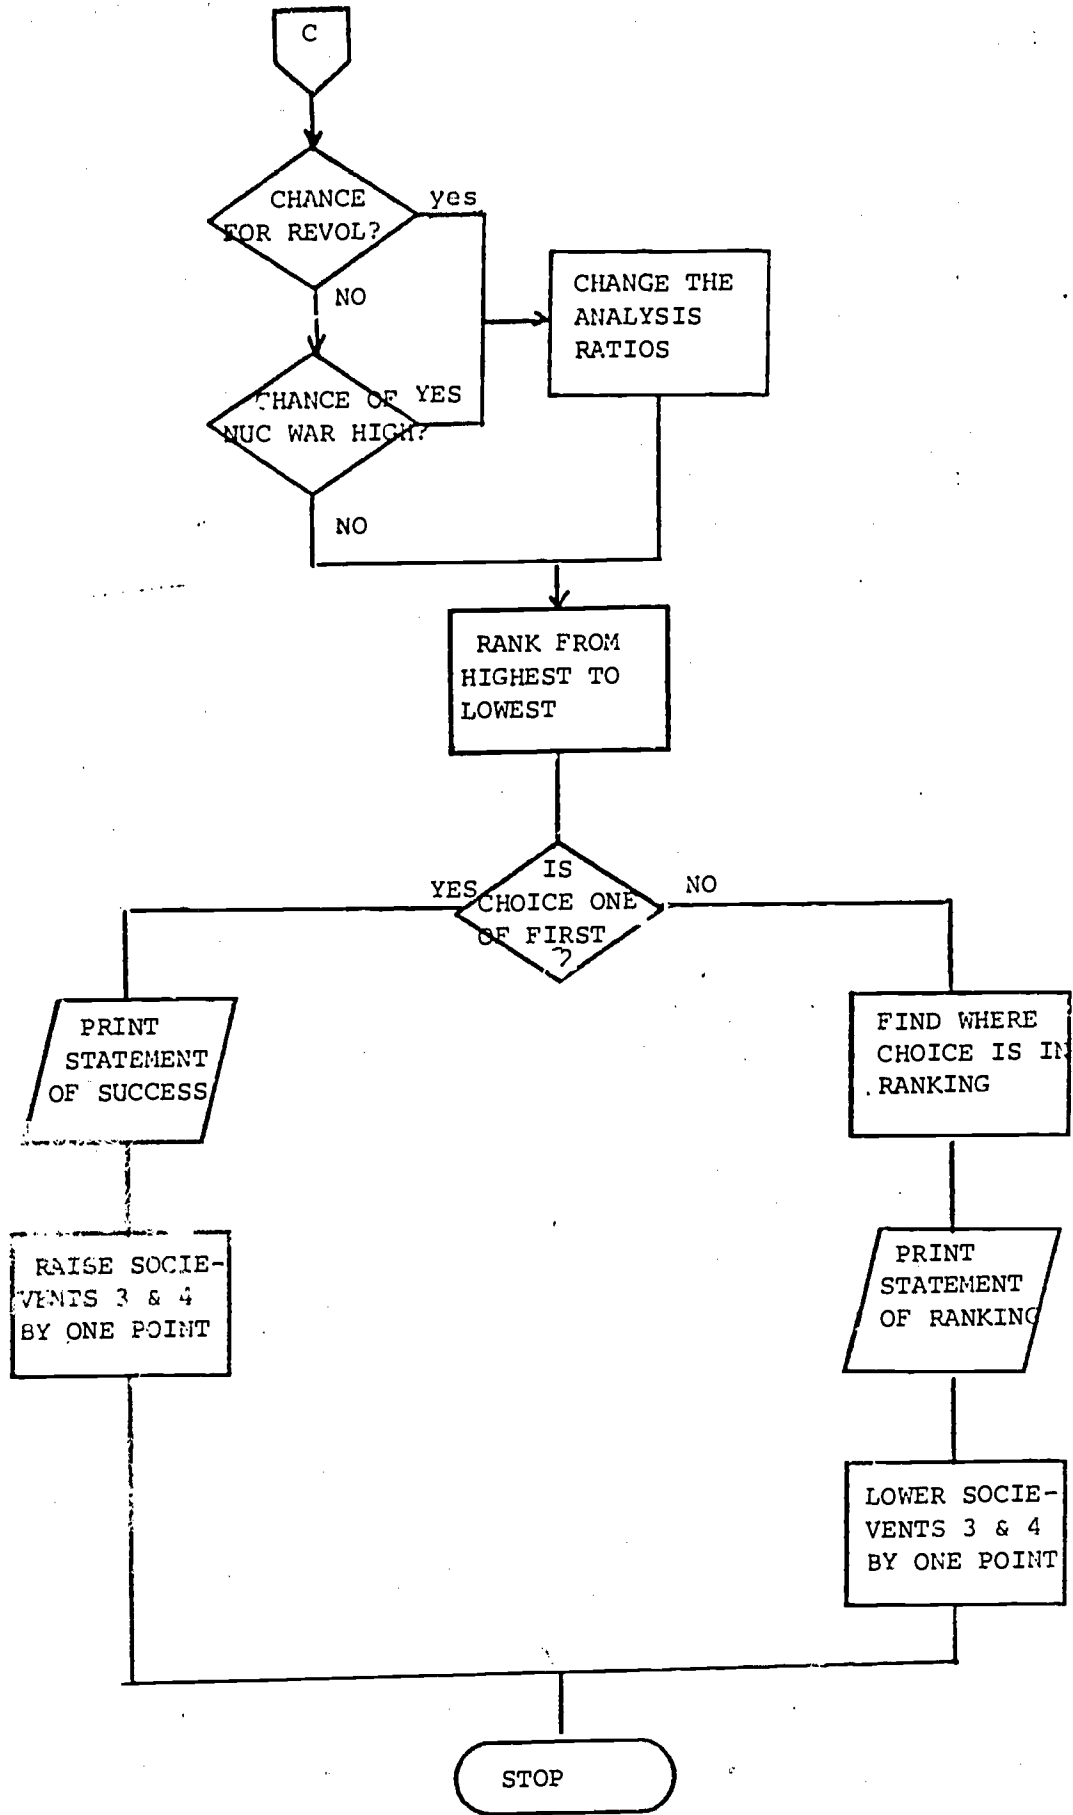 C
CHANCE
FOR REVOL?
yes
NO
CHANGE THE
ANALYSIS
RATIOS
CHANCE OF
NUC WAR HIGH?
YES
NO
RANK FROM
HIGHEST TO
LOWEST
IS
CHOICE ONE
OF FIRST
?
YES
NO
PRINT
STATEMENT
OF SUCCESS
FIND WHERE
CHOICE IS IN
RANKING
RAISE SOCIE-
VENTS 3 & 4
BY ONE POINT
PRINT
STATEMENT
OF RANKING
LOWER SOCIE-
VENTS 3 & 4
BY ONE POINT
STOP